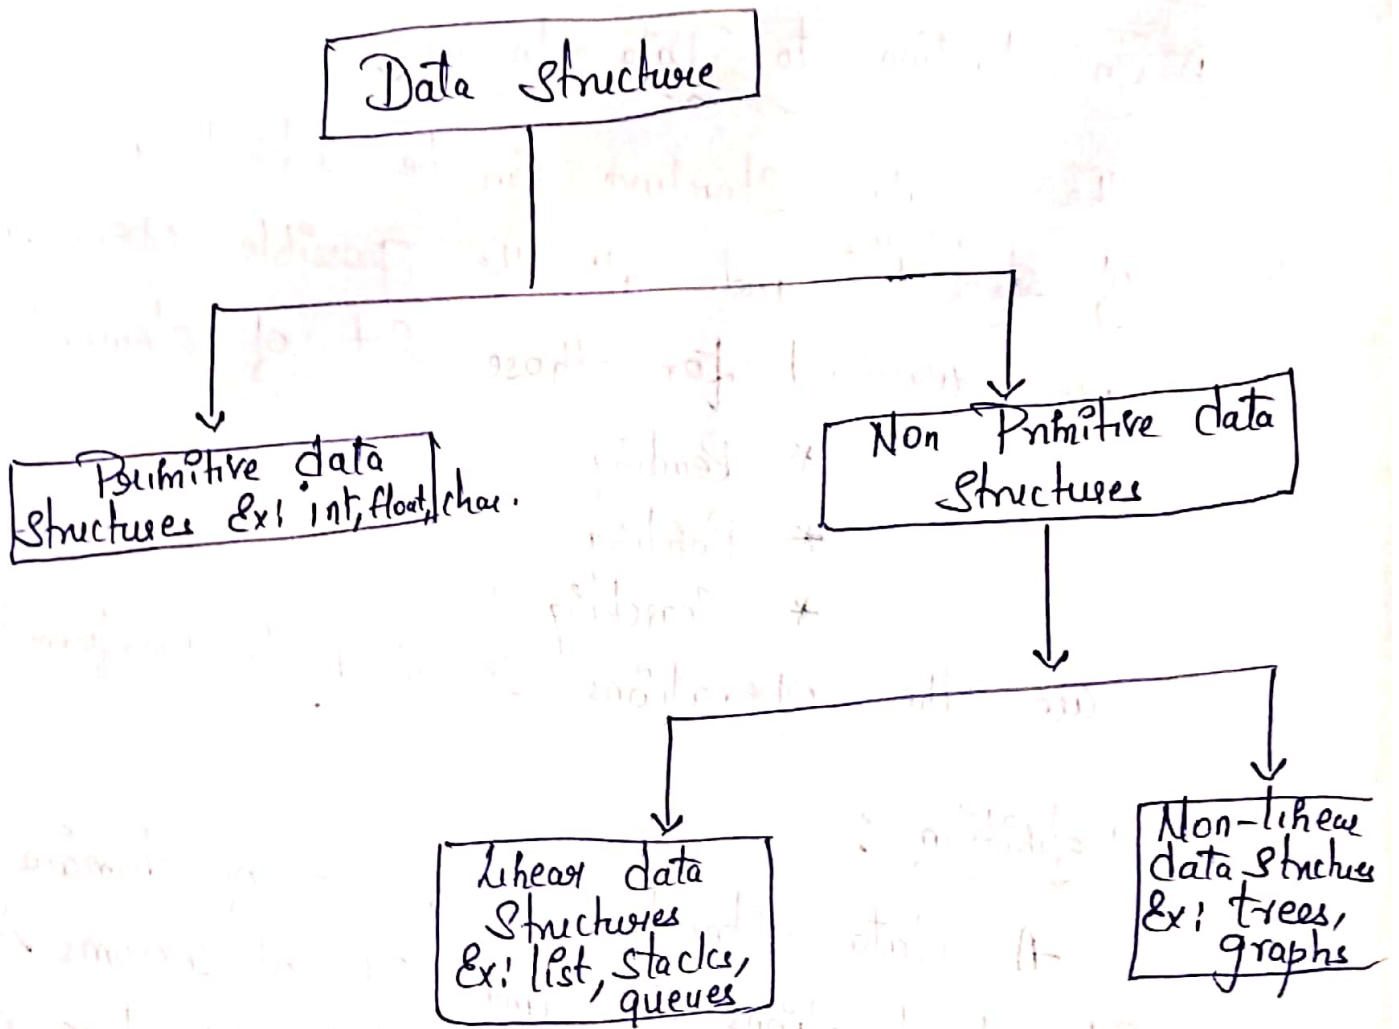 Data Structure
Primitive data
Structures Ex: int, float, char.
Non Primitive data
Structures
Linear data
Structures
Ex: list, stacks,
queues
Non-linear
data Structures
Ex: trees,
graphs